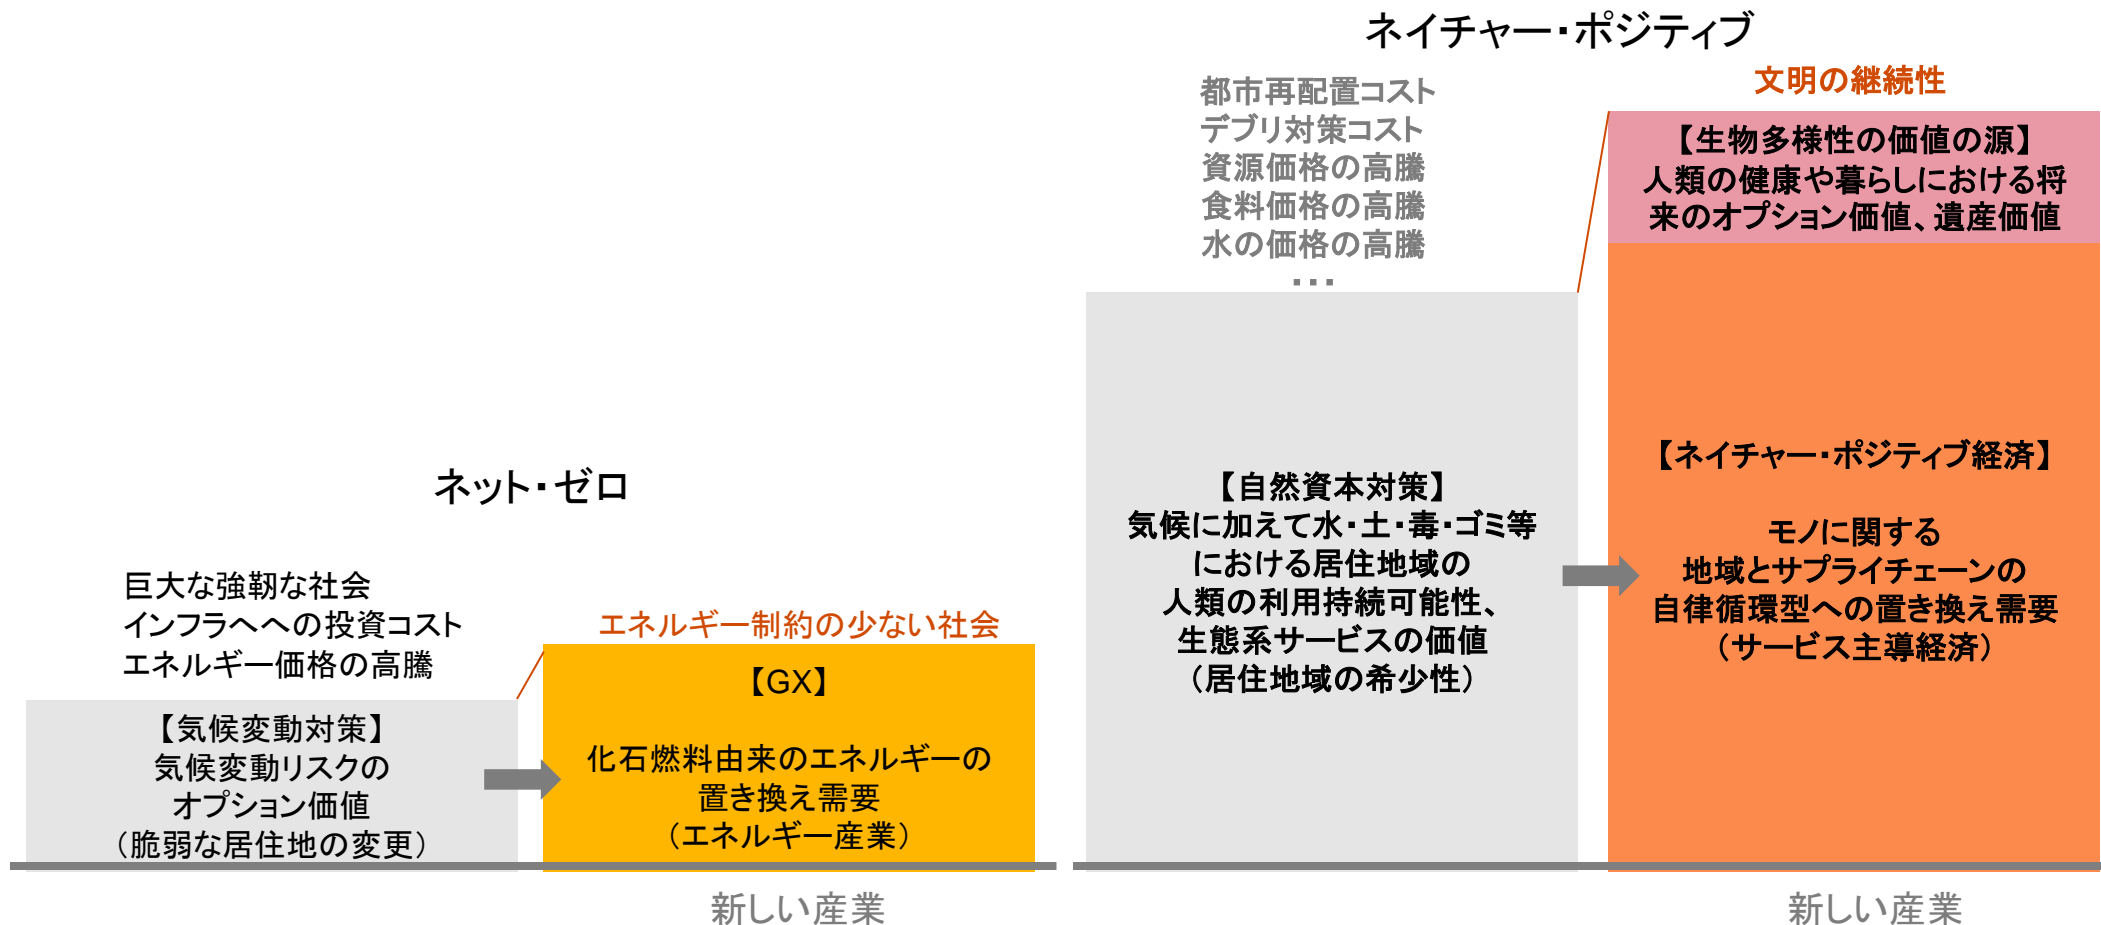 ネット・ゼロ
巨大な強靭な社会
インフラへへの投資コスト
エネルギー価格の高騰
【気候変動対策】
気候変動リスクの
オプション価値
（脆弱な居住地の変更）
エネルギー制約の少ない社会
【GX】
化石燃料由来のエネルギーの
置き換え需要
（エネルギー産業）
新しい産業
ネイチャー・ポジティブ
都市再配置コスト
デブリ対策コスト
資源価格の高騰
食料価格の高騰
水の価格の高騰
…
【自然資本対策】
気候に加えて水・土・毒・ゴミ等
における居住地域の
人類の利用持続可能性、
生態系サービスの価値
（居住地域の希少性）
文明の継続性
【生物多様性の価値の源】
人類の健康や暮らしにおける将
来のオプション価値、遺産価値
【ネイチャー・ポジティブ経済】
モノに関する
地域とサプライチェーンの
自律循環型への置き換え需要
（サービス主導経済）
新しい産業